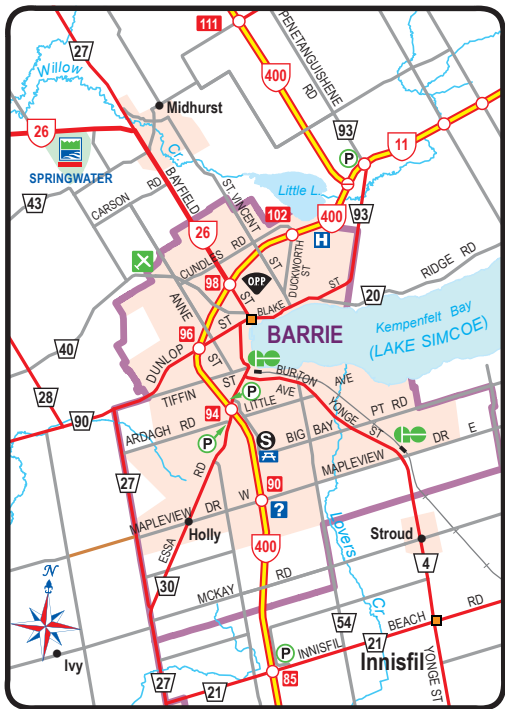 111
27
PENETANGUISHENE
RD
400
Willow
Midhurst
93
26
11
Cr.
P
SPRINGWATER
BAYFIELD
ST. VINCENT
Little L.
CARSON RD
43
102
400
93
26
H
CUNDLES RD
ST
DUCKWORTH
ST
RIDGE RD
98
OPP
ANNE
ST
ST
20
BLAKE
ST
96
BARRIE
Kempenfelt Bay
(LAKE SIMCOE)
40
DUNLOP
ST
BURTON AVE
28
TIFFIN ST
P
AVE
90
94
LITTLE
YONGE
ST
PT RD
ARDAGH RD
P
S
BIG BAY
DR E
27
RD
90
MAPLEVIEW
W
MAPLEVIEW DR
?
Holly
Lovers
Stroud
ESSA
400
4
N
30
MCKAY RD
Cr.
54
BEACH RD
INNISFIL
21
Ivy
P
Innisfil
27
21
85
YONGE ST